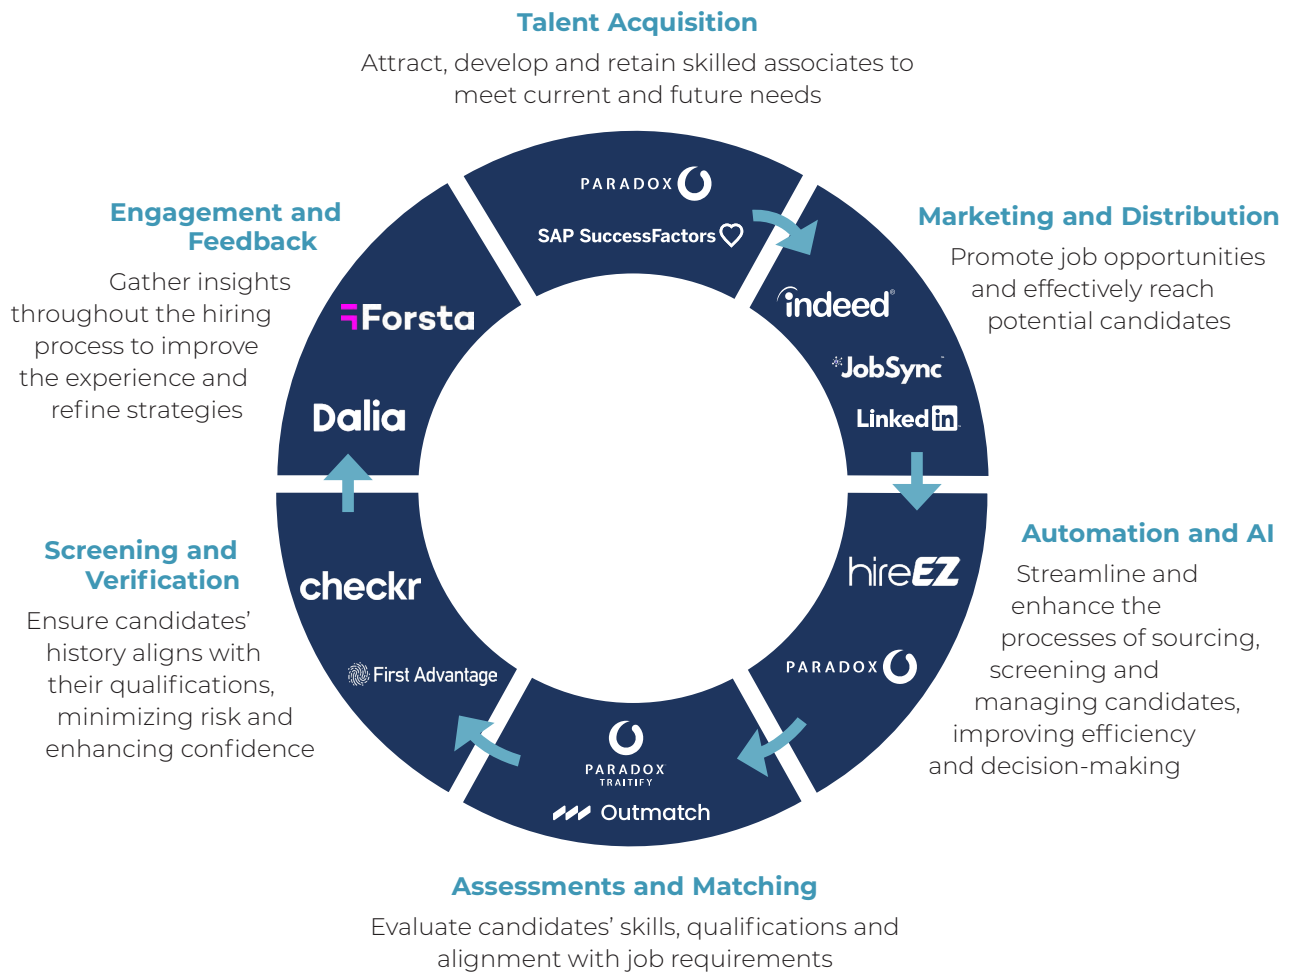 Talent Acquisition
Attract, develop and retain skilled associates to
meet current and future needs
PARADOX
SAP SuccessFactors
Marketing and Distribution
Promote job opportunities
and effectively reach
potential candidates
indeed®
JobSync™
Linked in
Automation and AI
Streamline and
enhance the
processes of sourcing,
screening and
managing candidates,
improving efficiency
and decision-making
hireEZ
PARADOX
PARADOX
TRAITIFY
Outmatch
Assessments and Matching
Evaluate candidates’ skills, qualifications and
alignment with job requirements
Screening and
Verification
Ensure candidates’
history aligns with
their qualifications,
minimizing risk and
enhancing confidence
checkr
First Advantage
Engagement and
Feedback
Gather insights
throughout the hiring
process to improve
the experience and
refine strategies
Forsta
Dalia